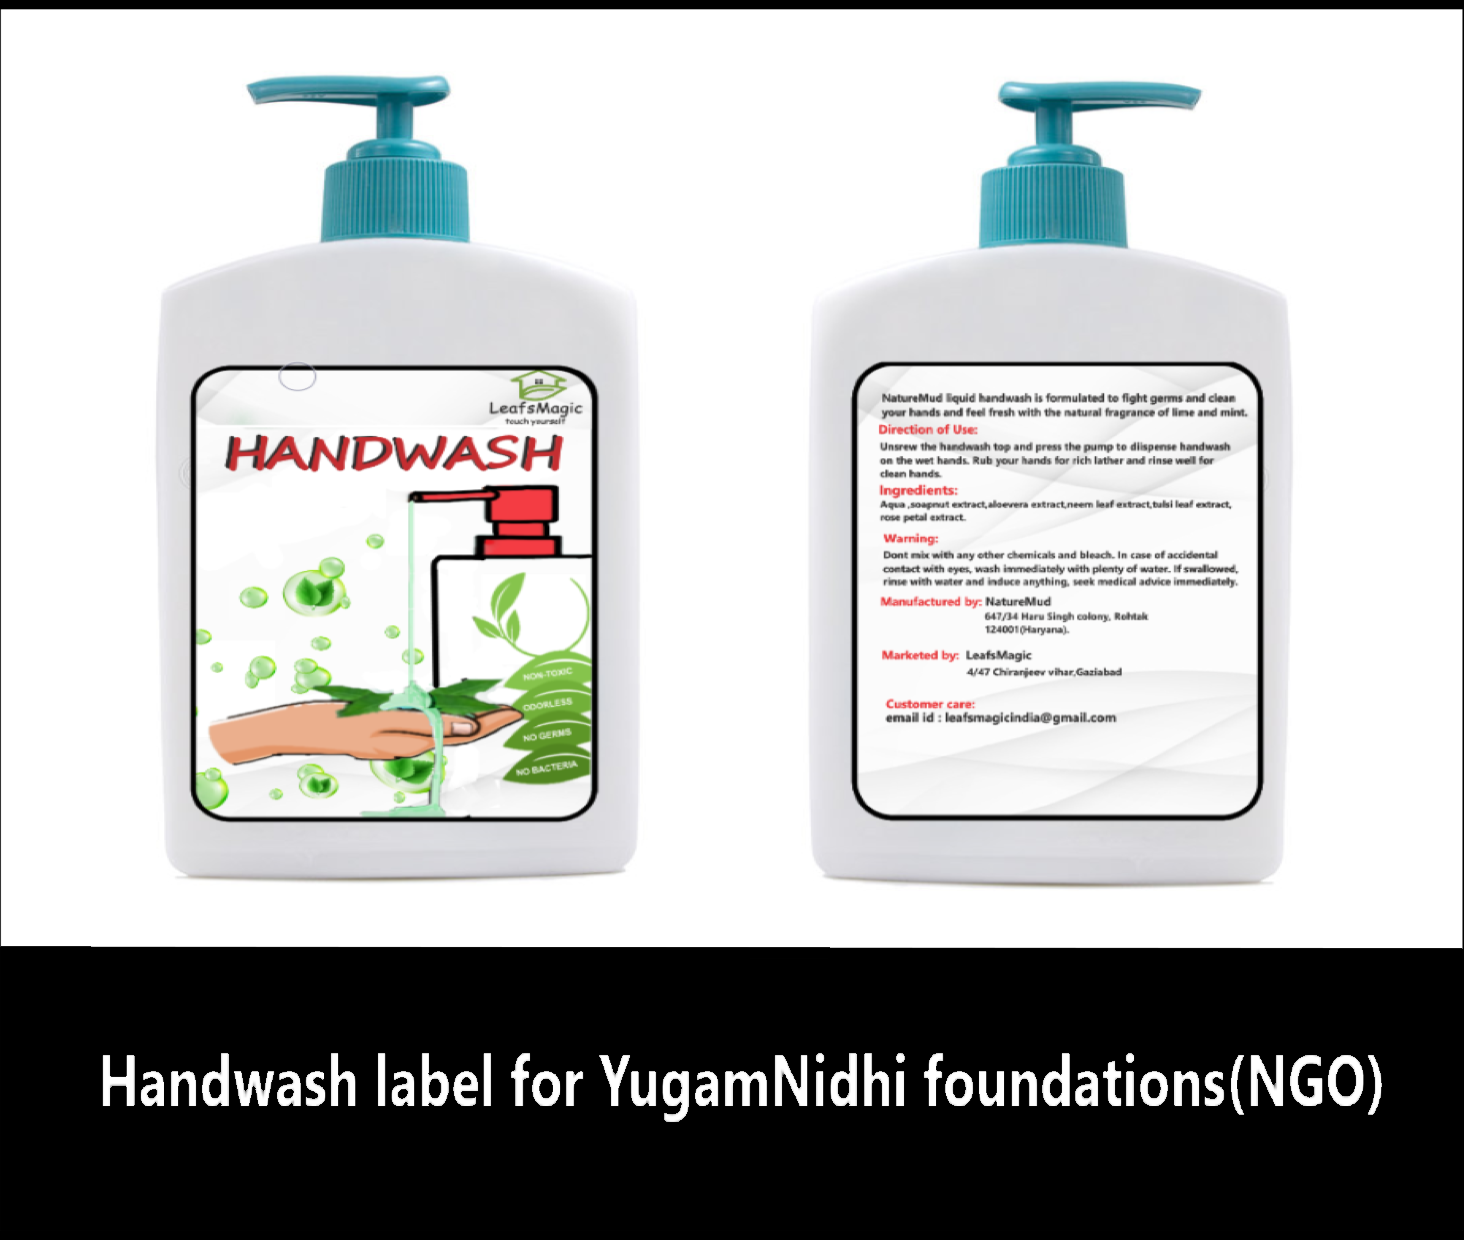 LeafsMagic
touch yourself
HANDWASH
NON-TOXIC
ODORLESS
NO GERMS
NO BACTERIA
NatureMud liquid handwash is formulated to fight germs and clean
your hands and feel fresh with the natural fragrance of lime and mint.
Direction of Use:
Unsrew the handwash top and press the pump to diispense handwash
on the wet hands. Rub your hands for rich lather and rinse well for
clean hands.
Ingredients:
Aqua ,soapnut extract,aloevera extract,neem leaf extract,tulsi leaf extract,
rose petal extract.
Warning:
Dont mix with any other chemicals and bleach. In case of accidental
contact with eyes, wash immediately with plenty of water. If swallowed,
rinse with water and induce anything, seek medical advice immediately.
Manufactured by: NatureMud
647/34 Haru Singh colony, Rohtak
124001(Haryana).
Marketed by: LeafsMagic
4/47 Chiranjeev vihar,Gaziabad
Customer care:
email id : leafsmagicindia@gmail.com
Handwash label for YugamNidhi foundations(NGO)